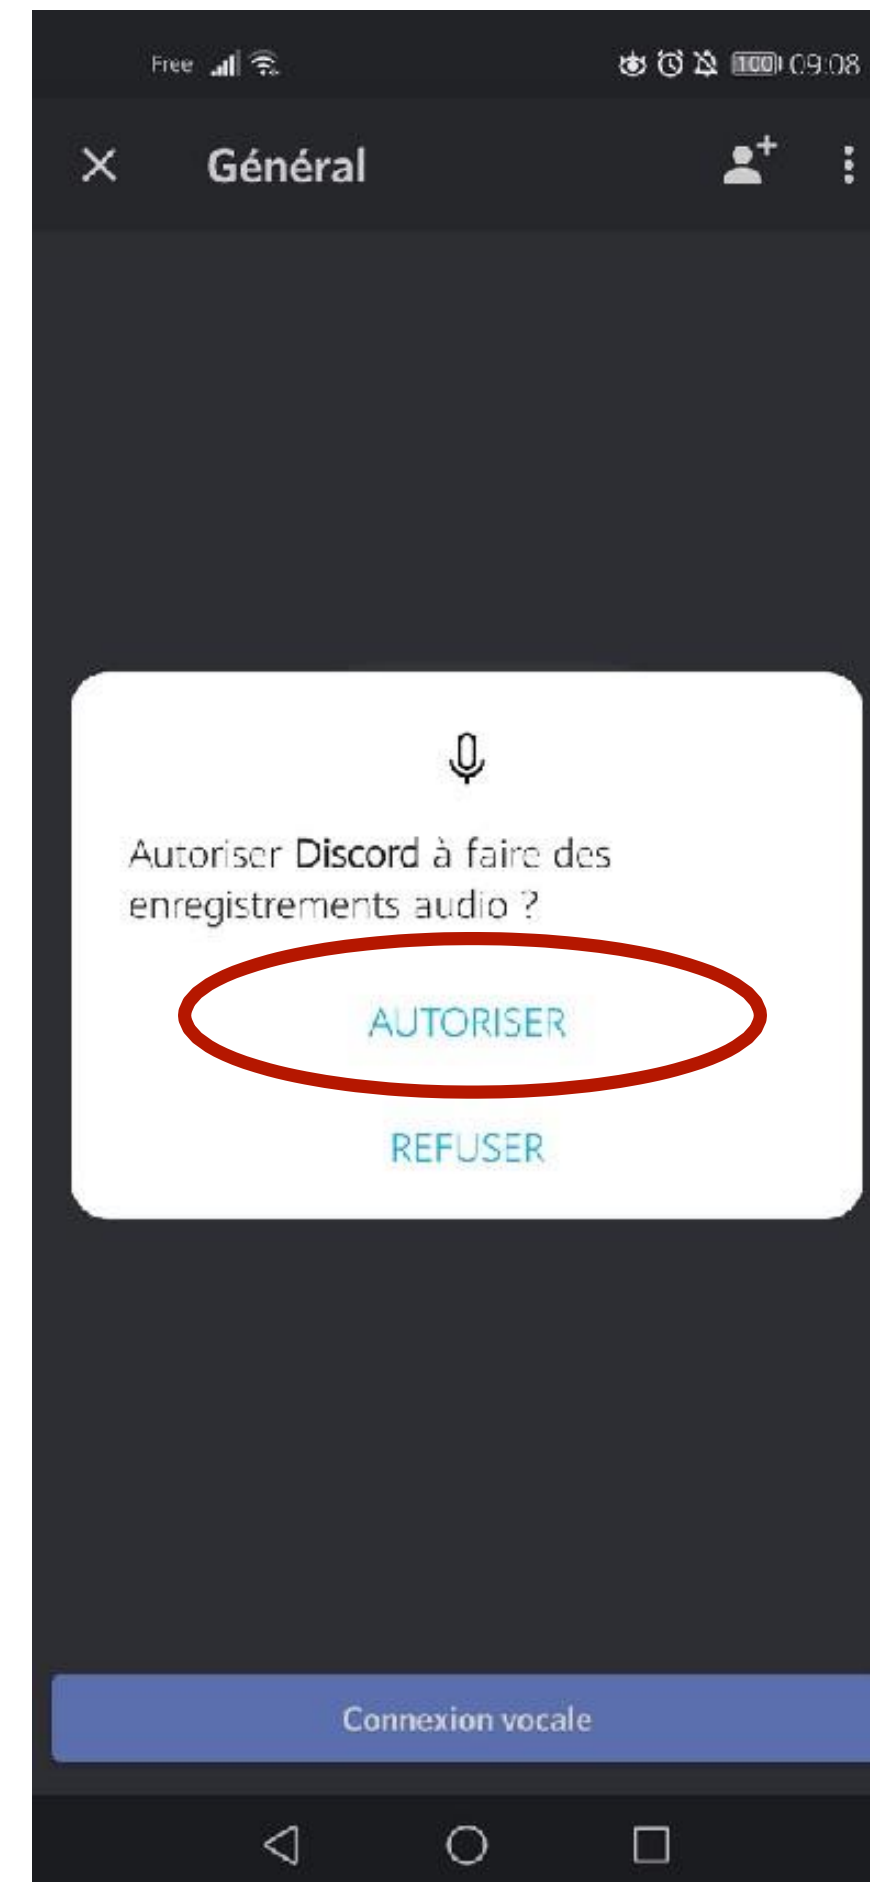 Free 100 09:08
Général
Autoriser Discord à faire des
enregistrements audio ?
AUTORISER
REFUSER
Connexion vocale